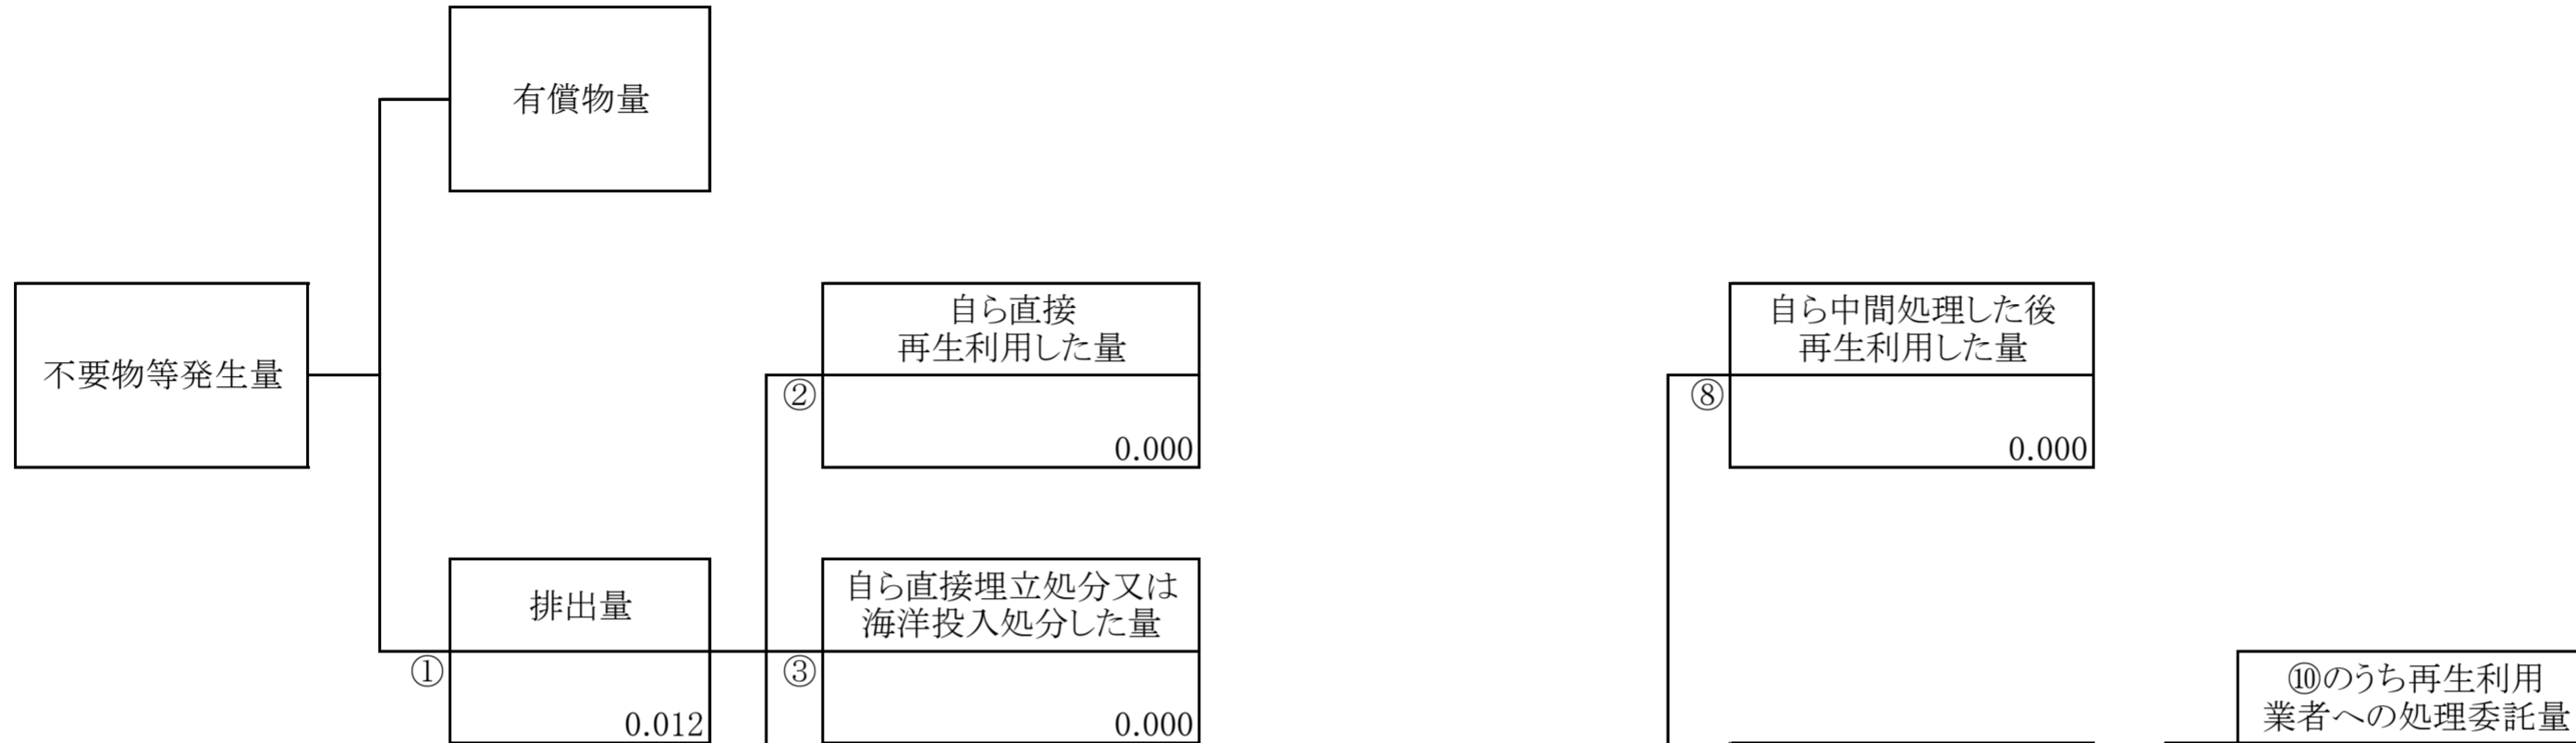 有償物量
不要物等発生量
自ら直接
再生利用した量
②
0.000
自ら中間処理した後
再生利用した量
⑧
0.000
排出量
①
0.012
自ら直接埋立処分又は
海洋投入処分した量
③
0.000
⑩のうち再生利用
業者への処理委託量